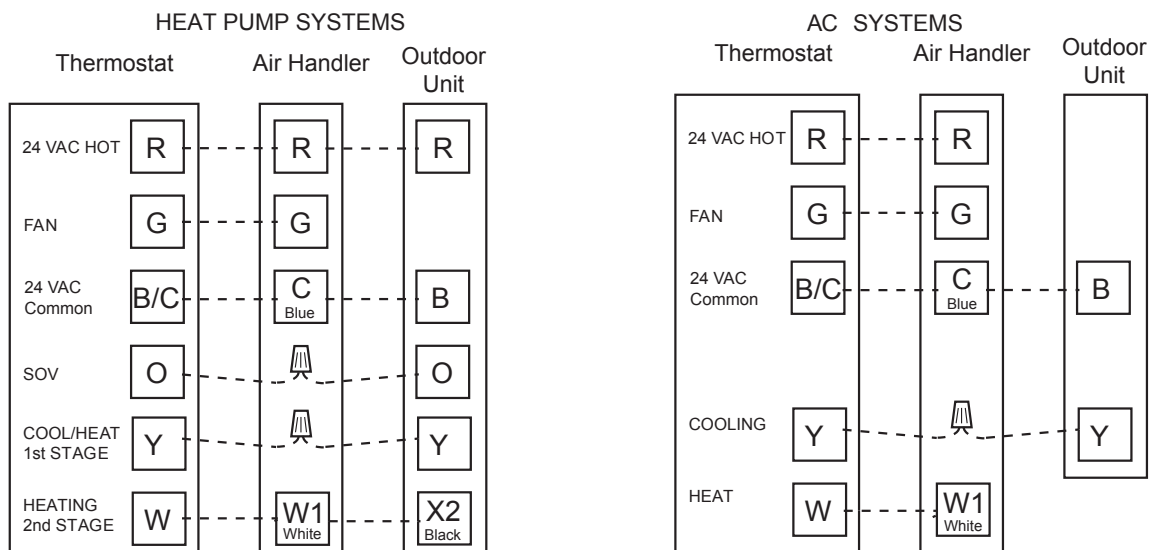 HEAT PUMP SYSTEMS
Thermostat
Air Handler
Outdoor
Unit
24 VAC HOT
R
R
R
FAN
G
G
24 VAC
Common
B/C
C
Blue
B
SOV
O
O
COOL/HEAT
1st STAGE
Y
Y
HEATING
2nd STAGE
W
W1
White
X2
Black
AC SYSTEMS
Thermostat
Air Handler
Outdoor
Unit
24 VAC HOT
R
R
FAN
G
G
24 VAC
Common
B/C
C
Blue
B
COOLING
Y
Y
HEAT
W
W1
White